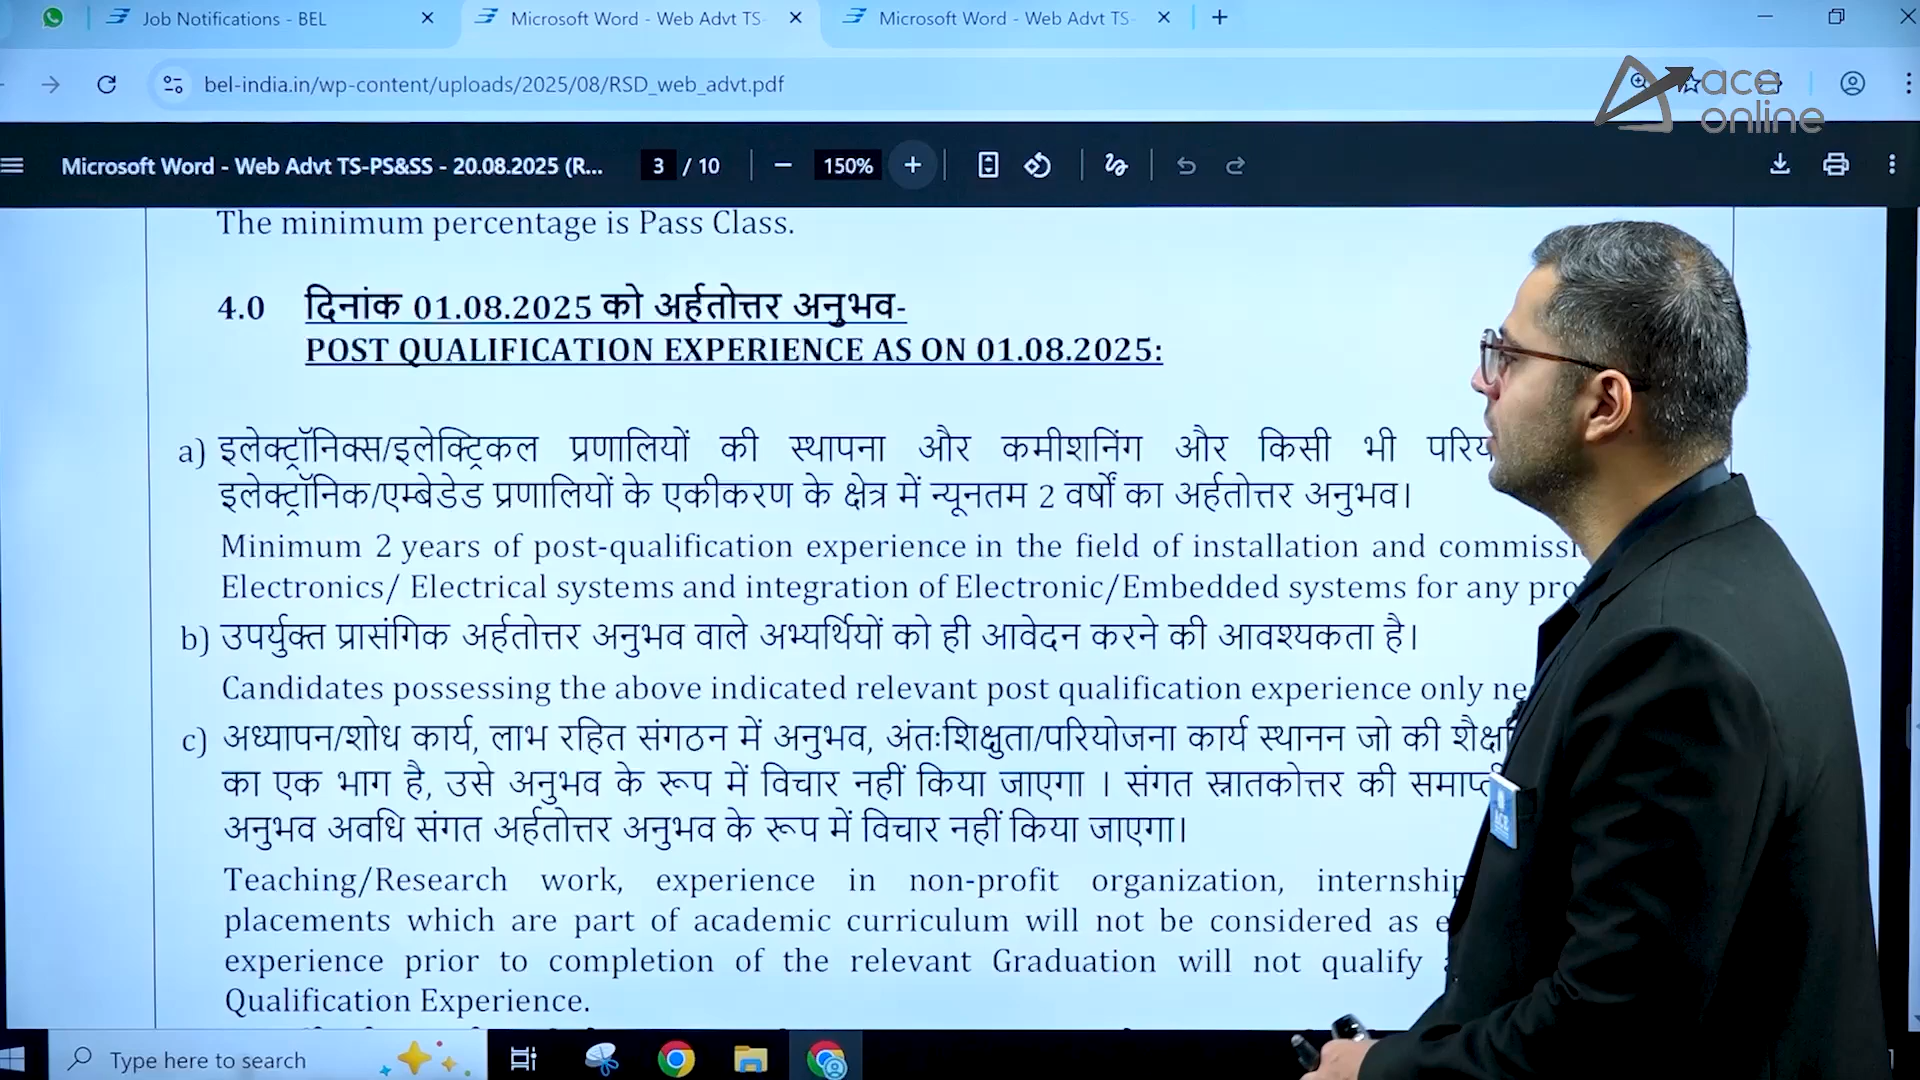 Job Notifications - BEL
Microsoft Word - Web Advt TS-
Microsoft Word - Web Advt TS-
bel-india.in/wp-content/uploads/2025/08/RSD_web_advt.pdf
ace
online
Microsoft Word - Web Advt TS-PS&SS - 20.08.2025 (R...
3 / 10
150%
The minimum percentage is Pass Class.
4.0 दिनांक 01.08.2025 को अर्हतोत्तर अनुभव-
POST QUALIFICATION EXPERIENCE AS ON 01.08.2025:
a) इलेक्ट्रॉनिक्स/इलेक्ट्रिकल प्रणालियों की स्थापना और कमीशनिंग और किसी भी
इलेक्ट्रॉनिक/एम्बेडेड प्रणालियों के एकीकरण के क्षेत्र में न्यूनतम 2 वर्षों का अर्हतोत्तर अनुभव।
Minimum 2 years of post-qualification experience in the field of installation and
Electronics/ Electrical systems and integration of Electronic/Embedded systems for any
b) उपर्युक्त प्रासंगिक अर्हतोत्तर अनुभव वाले अभ्यर्थियों को ही आवेदन करने की आवश्यकता है।
Candidates possessing the above indicated relevant post qualification experience only
c) अध्यापन/शोध कार्य, लाभ रहित संगठन में अनुभव, अंतःशिक्षुता/परियोजना कार्य स्थानन जो की
का एक भाग है, उसे अनुभव के रूप में विचार नहीं किया जाएगा । संगत स्नातकोत्तर की
अनुभव अवधि संगत अर्हतोत्तर अनुभव के रूप में विचार नहीं किया जाएगा।
Teaching/Research work, experience in non-profit organization,
placements which are part of academic curriculum will not be considered as
experience prior to completion of the relevant Graduation will not qualify
Qualification Experience.
ACE
Type here to search